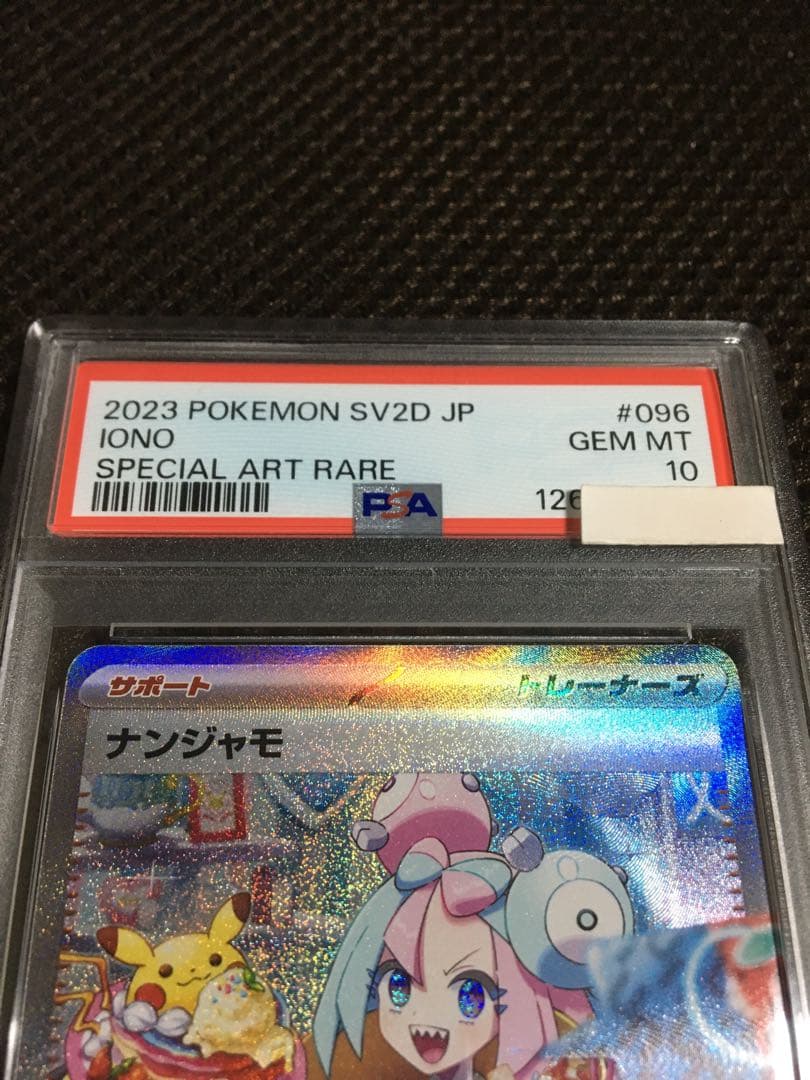 2023 POKEMON SV2D JP #096
IONO GEM MT
SPECIAL ART RARE 10
PSA 126
サポート トレーナーズ
ナンジャモ